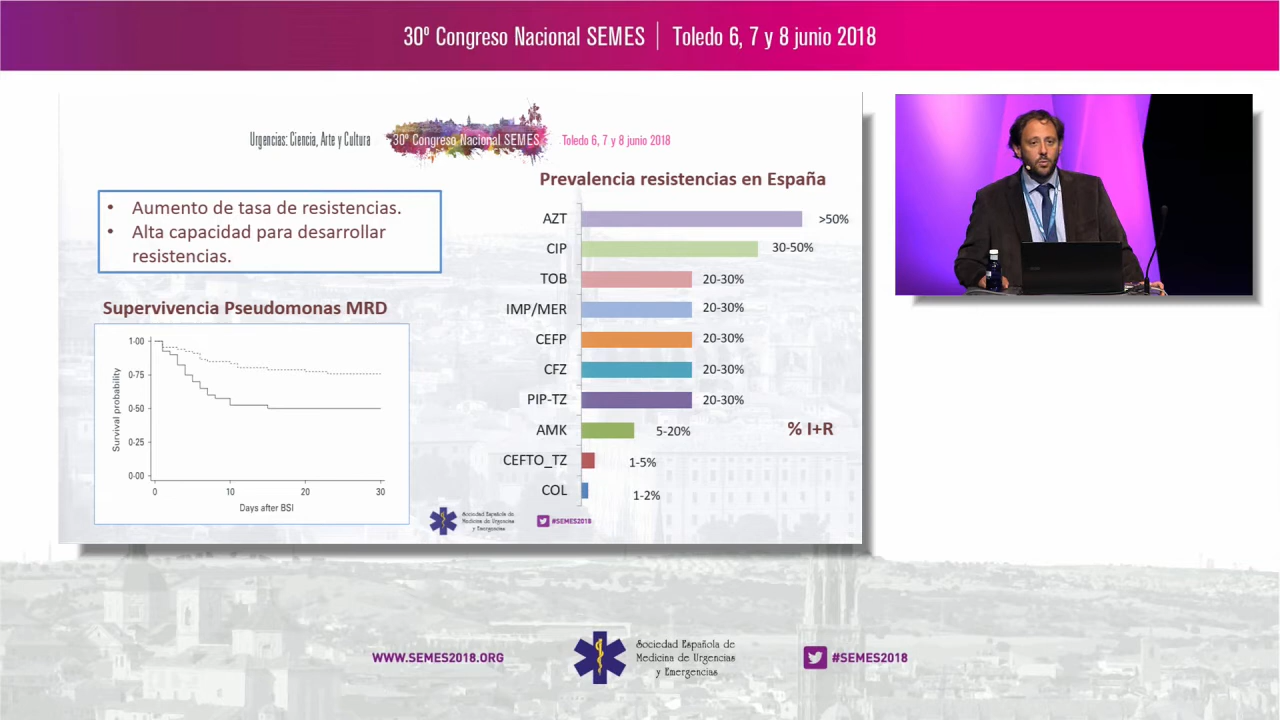 30º Congreso Nacional SEMES | Toledo 6, 7 y 8 junio 2018
Urgencias: Ciencia, Arte y Cultura
30º Congreso Nacional SEMES
Toledo 6, 7 y 8 junio 2018
• Aumento de tasa de resistencias.
• Alta capacidad para desarrollar
resistencias.
Supervivencia Pseudomonas MRD
Survival probability
1·00
0·75
0·50
0·25
0·00
0 10 20 30
Days after BSI
Prevalencia resistencias en España
AZT >50%
CIP 30-50%
TOB 20-30%
IMP/MER 20-30%
CEFP 20-30%
CFZ 20-30%
PIP-TZ 20-30%
AMK 5-20%
% I+R
CEFTO_TZ 1-5%
COL 1-2%
Sociedad Española de
Medicina de Urgencias
y Emergencias
#SEMES2018
WWW.SEMES2018.ORG
Sociedad Española de
Medicina de Urgencias
y Emergencias
#SEMES2018